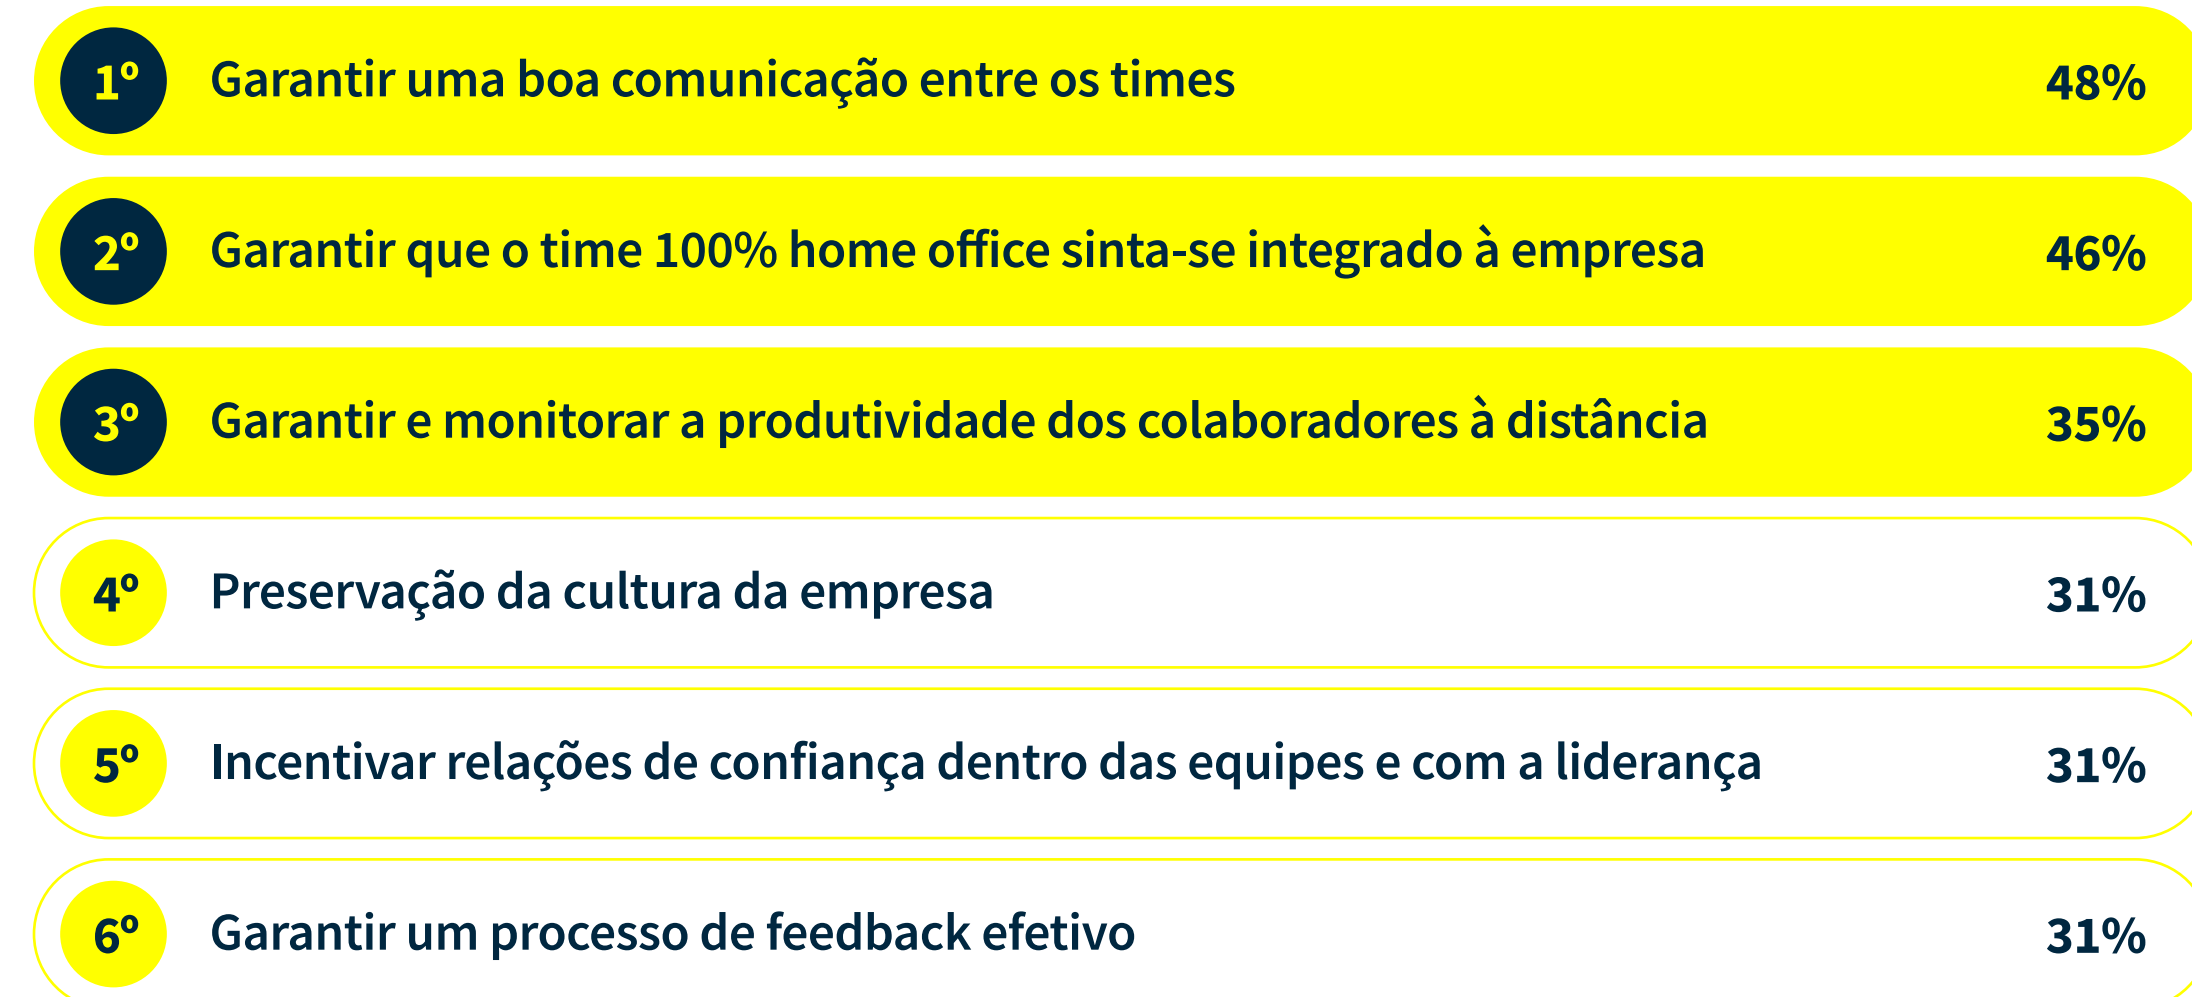 1º Garantir uma boa comunicação entre os times 48%
2º Garantir que o time 100% home office sinta-se integrado à empresa 46%
3º Garantir e monitorar a produtividade dos colaboradores à distância 35%
4º Preservação da cultura da empresa 31%
5º Incentivar relações de confiança dentro das equipes e com a liderança 31%
6º Garantir um processo de feedback efetivo 31%